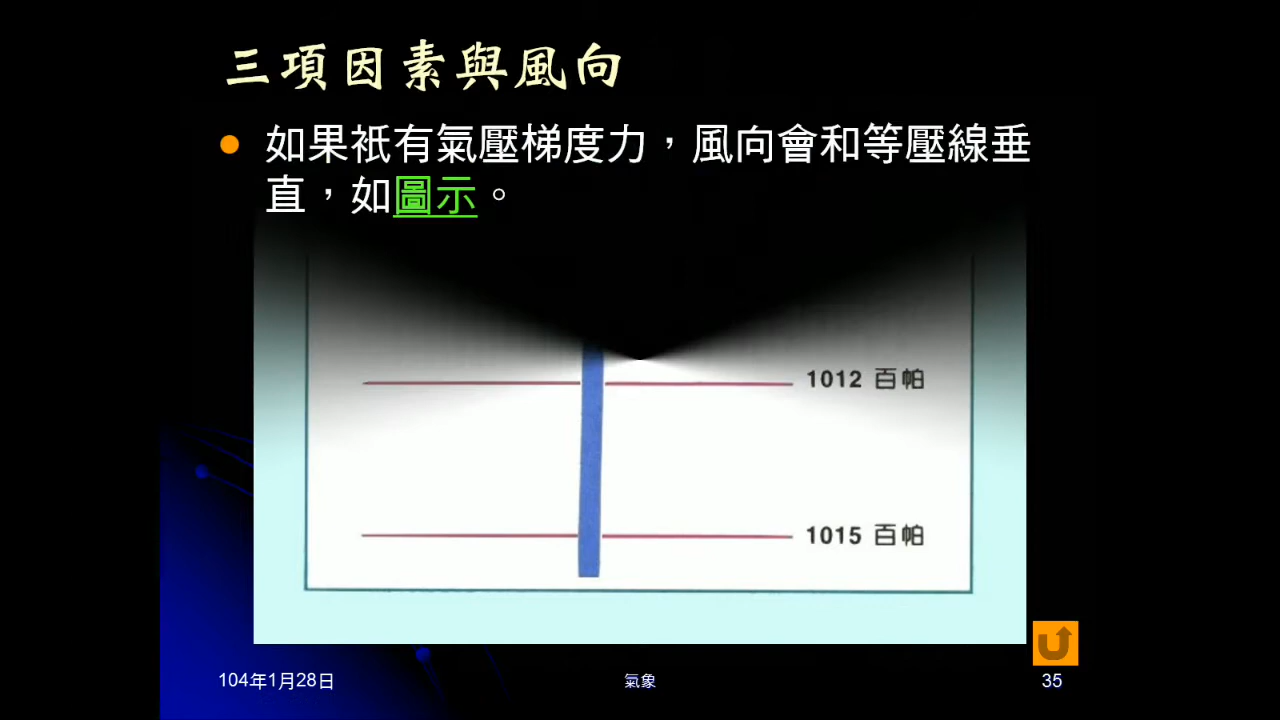 三項因素與風向
如果祇有氣壓梯度力，風向會和等壓線垂
直，如圖示。
1012 百帕
1015 百帕
104年1月28日
氣象
35